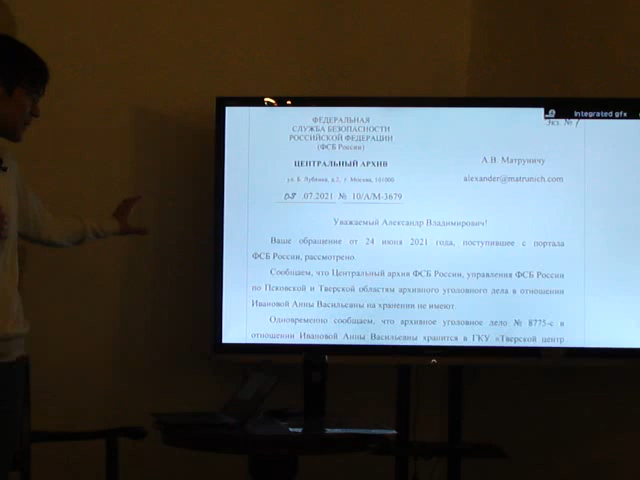 Integrated gfx
Экз. № 1
ФЕДЕРАЛЬНАЯ
СЛУЖБА БЕЗОПАСНОСТИ
РОССИЙСКОЙ ФЕДЕРАЦИИ
(ФСБ России)
ЦЕНТРАЛЬНЫЙ АРХИВ
ул. Б. Лубянка, д.2, г. Москва, 101000
07.2021 № 10/А/М-3679
А.В. Матруничу
alexander@matrunich.com
Уважаемый Александр Владимирович!
Ваше обращение от 24 июня 2021 года, поступившее с портала
ФСБ России, рассмотрено.
Сообщаем, что Центральный архив ФСБ России, управления ФСБ России
по Псковской и Тверской областям архивного уголовного дела в отношении
Ивановой Анны Васильевны на хранении не имеют.
Одновременно сообщаем, что архивное уголовное дело № 8775-с в
отношении Ивановой Анны Васильевны хранится в ГКУ «Тверской центр